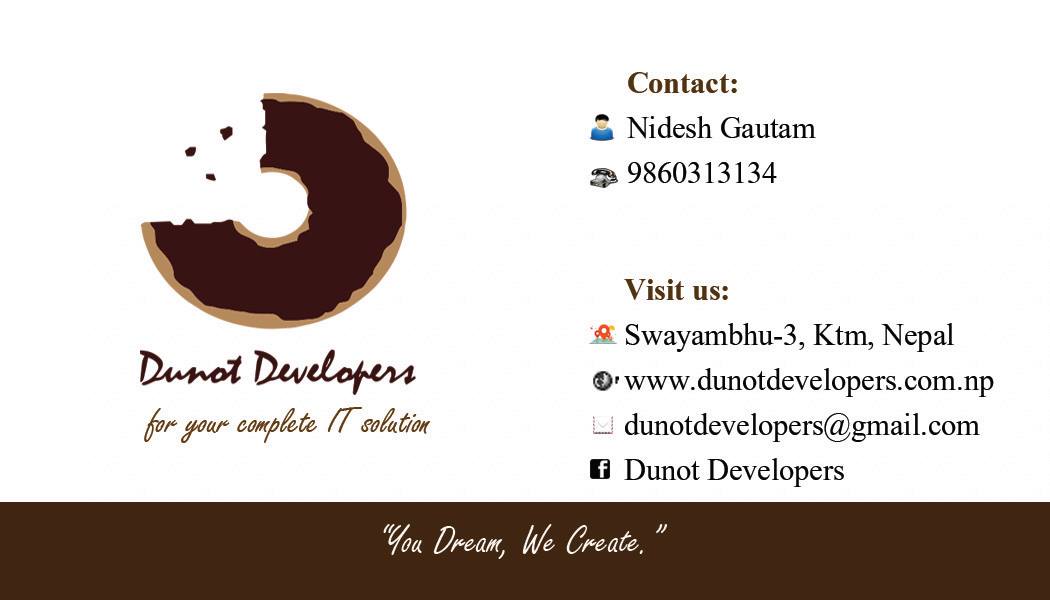 Dunot Developers
for your complete IT solution
Contact:
Nidesh Gautam
9860313134
Visit us:
Swayambhu-3, Ktm, Nepal
www.dunotdevelopers.com.np
dunotdevelopers@gmail.com
Dunot Developers
“You Dream, We Create.”